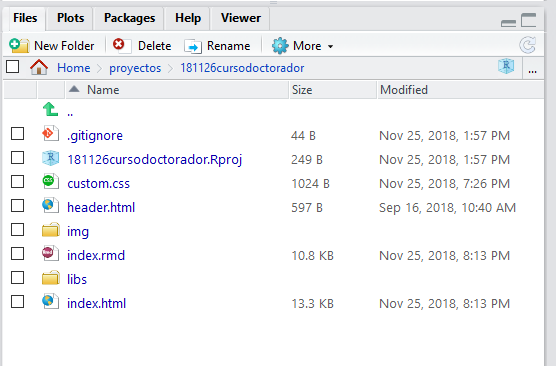 Files Plots Packages Help Viewer
New Folder Delete Rename More
Home proyectos 181126cursodoctorador ...
Name Size Modified
..
.gitignore 44 B Nov 25, 2018, 1:57 PM
181126cursodoctorador.Rproj 249 B Nov 25, 2018, 1:57 PM
custom.css 1024 B Nov 25, 2018, 7:26 PM
header.html 597 B Sep 16, 2018, 10:40 AM
img
index.rmd 10.8 KB Nov 25, 2018, 8:13 PM
libs
index.html 13.3 KB Nov 25, 2018, 8:13 PM